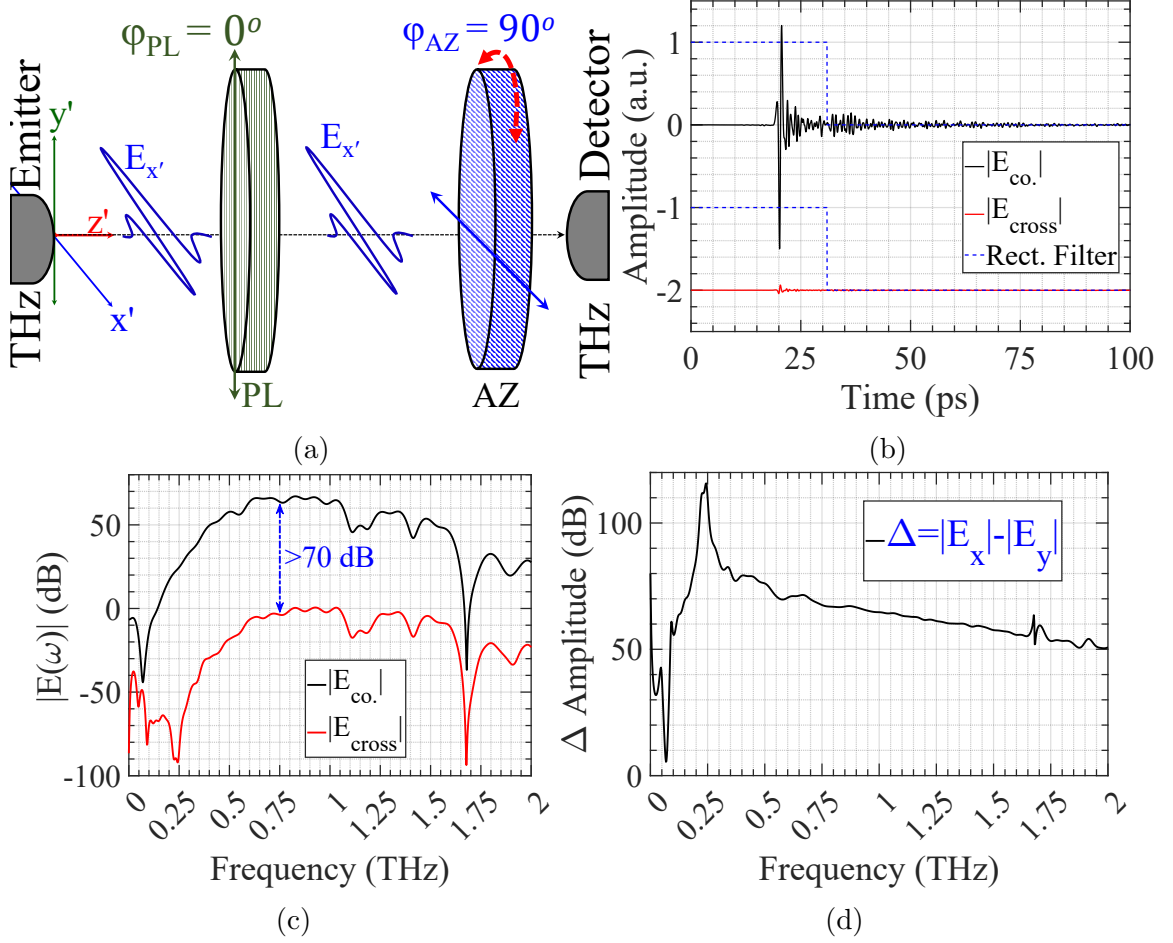 φPL = 0o
φAZ = 90o
THz Emitter
y'
Ex'
Ex'
z'
x'
THz Detector
PL
AZ
(a)
Amplitude (a.u.)
1
0
-1
-2
|Eco.|
|Ecross|
Rect. Filter
0 25 50 75 100
Time (ps)
(b)
|E(ω)| (dB)
50
0
-50
-100
>70 dB
|Eco.|
|Ecross|
0 0.25 0.5 0.75 1 1.25 1.5 1.75 2
Frequency (THz)
(c)
Δ Amplitude (dB)
100
50
0
Δ=|Ex|-|Ey|
0 0.25 0.5 0.75 1 1.25 1.5 1.75 2
Frequency (THz)
(d)